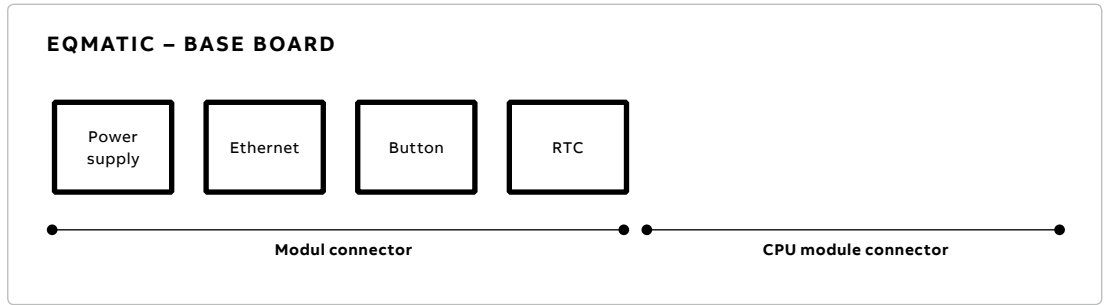 EQMATIC – BASE BOARD
Power
supply
Ethernet
Button
RTC
Modul connector
CPU module connector